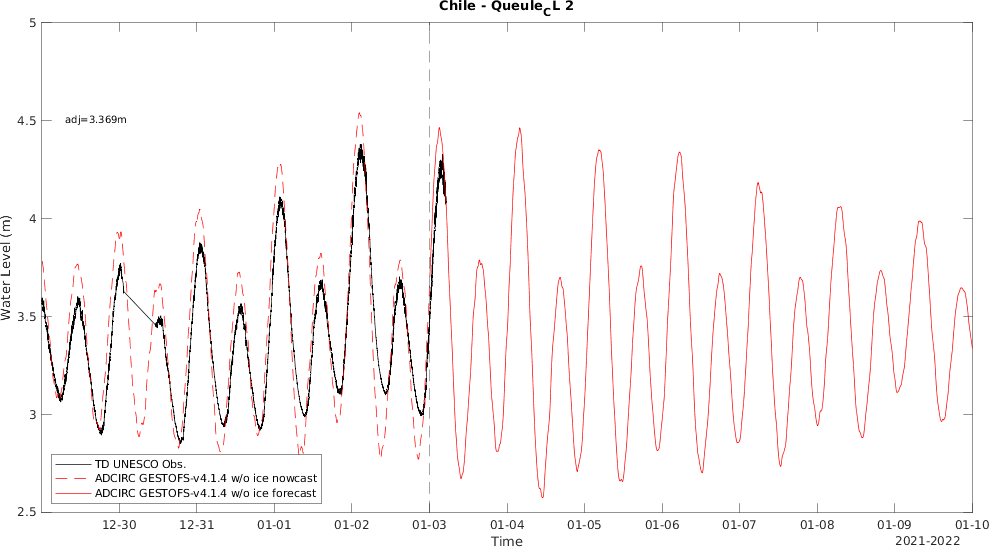 Chile - Queule_CL 2
5
4.5
4
3.5
3
2.5
Water Level (m)
adj=3.369m
TD UNESCO Obs.
ADCIRC GESTOFS-v4.1.4 w/o ice nowcast
ADCIRC GESTOFS-v4.1.4 w/o ice forecast
12-30 12-31 01-01 01-02 01-03 01-04 01-05 01-06 01-07 01-08 01-09 01-10
Time
2021-2022